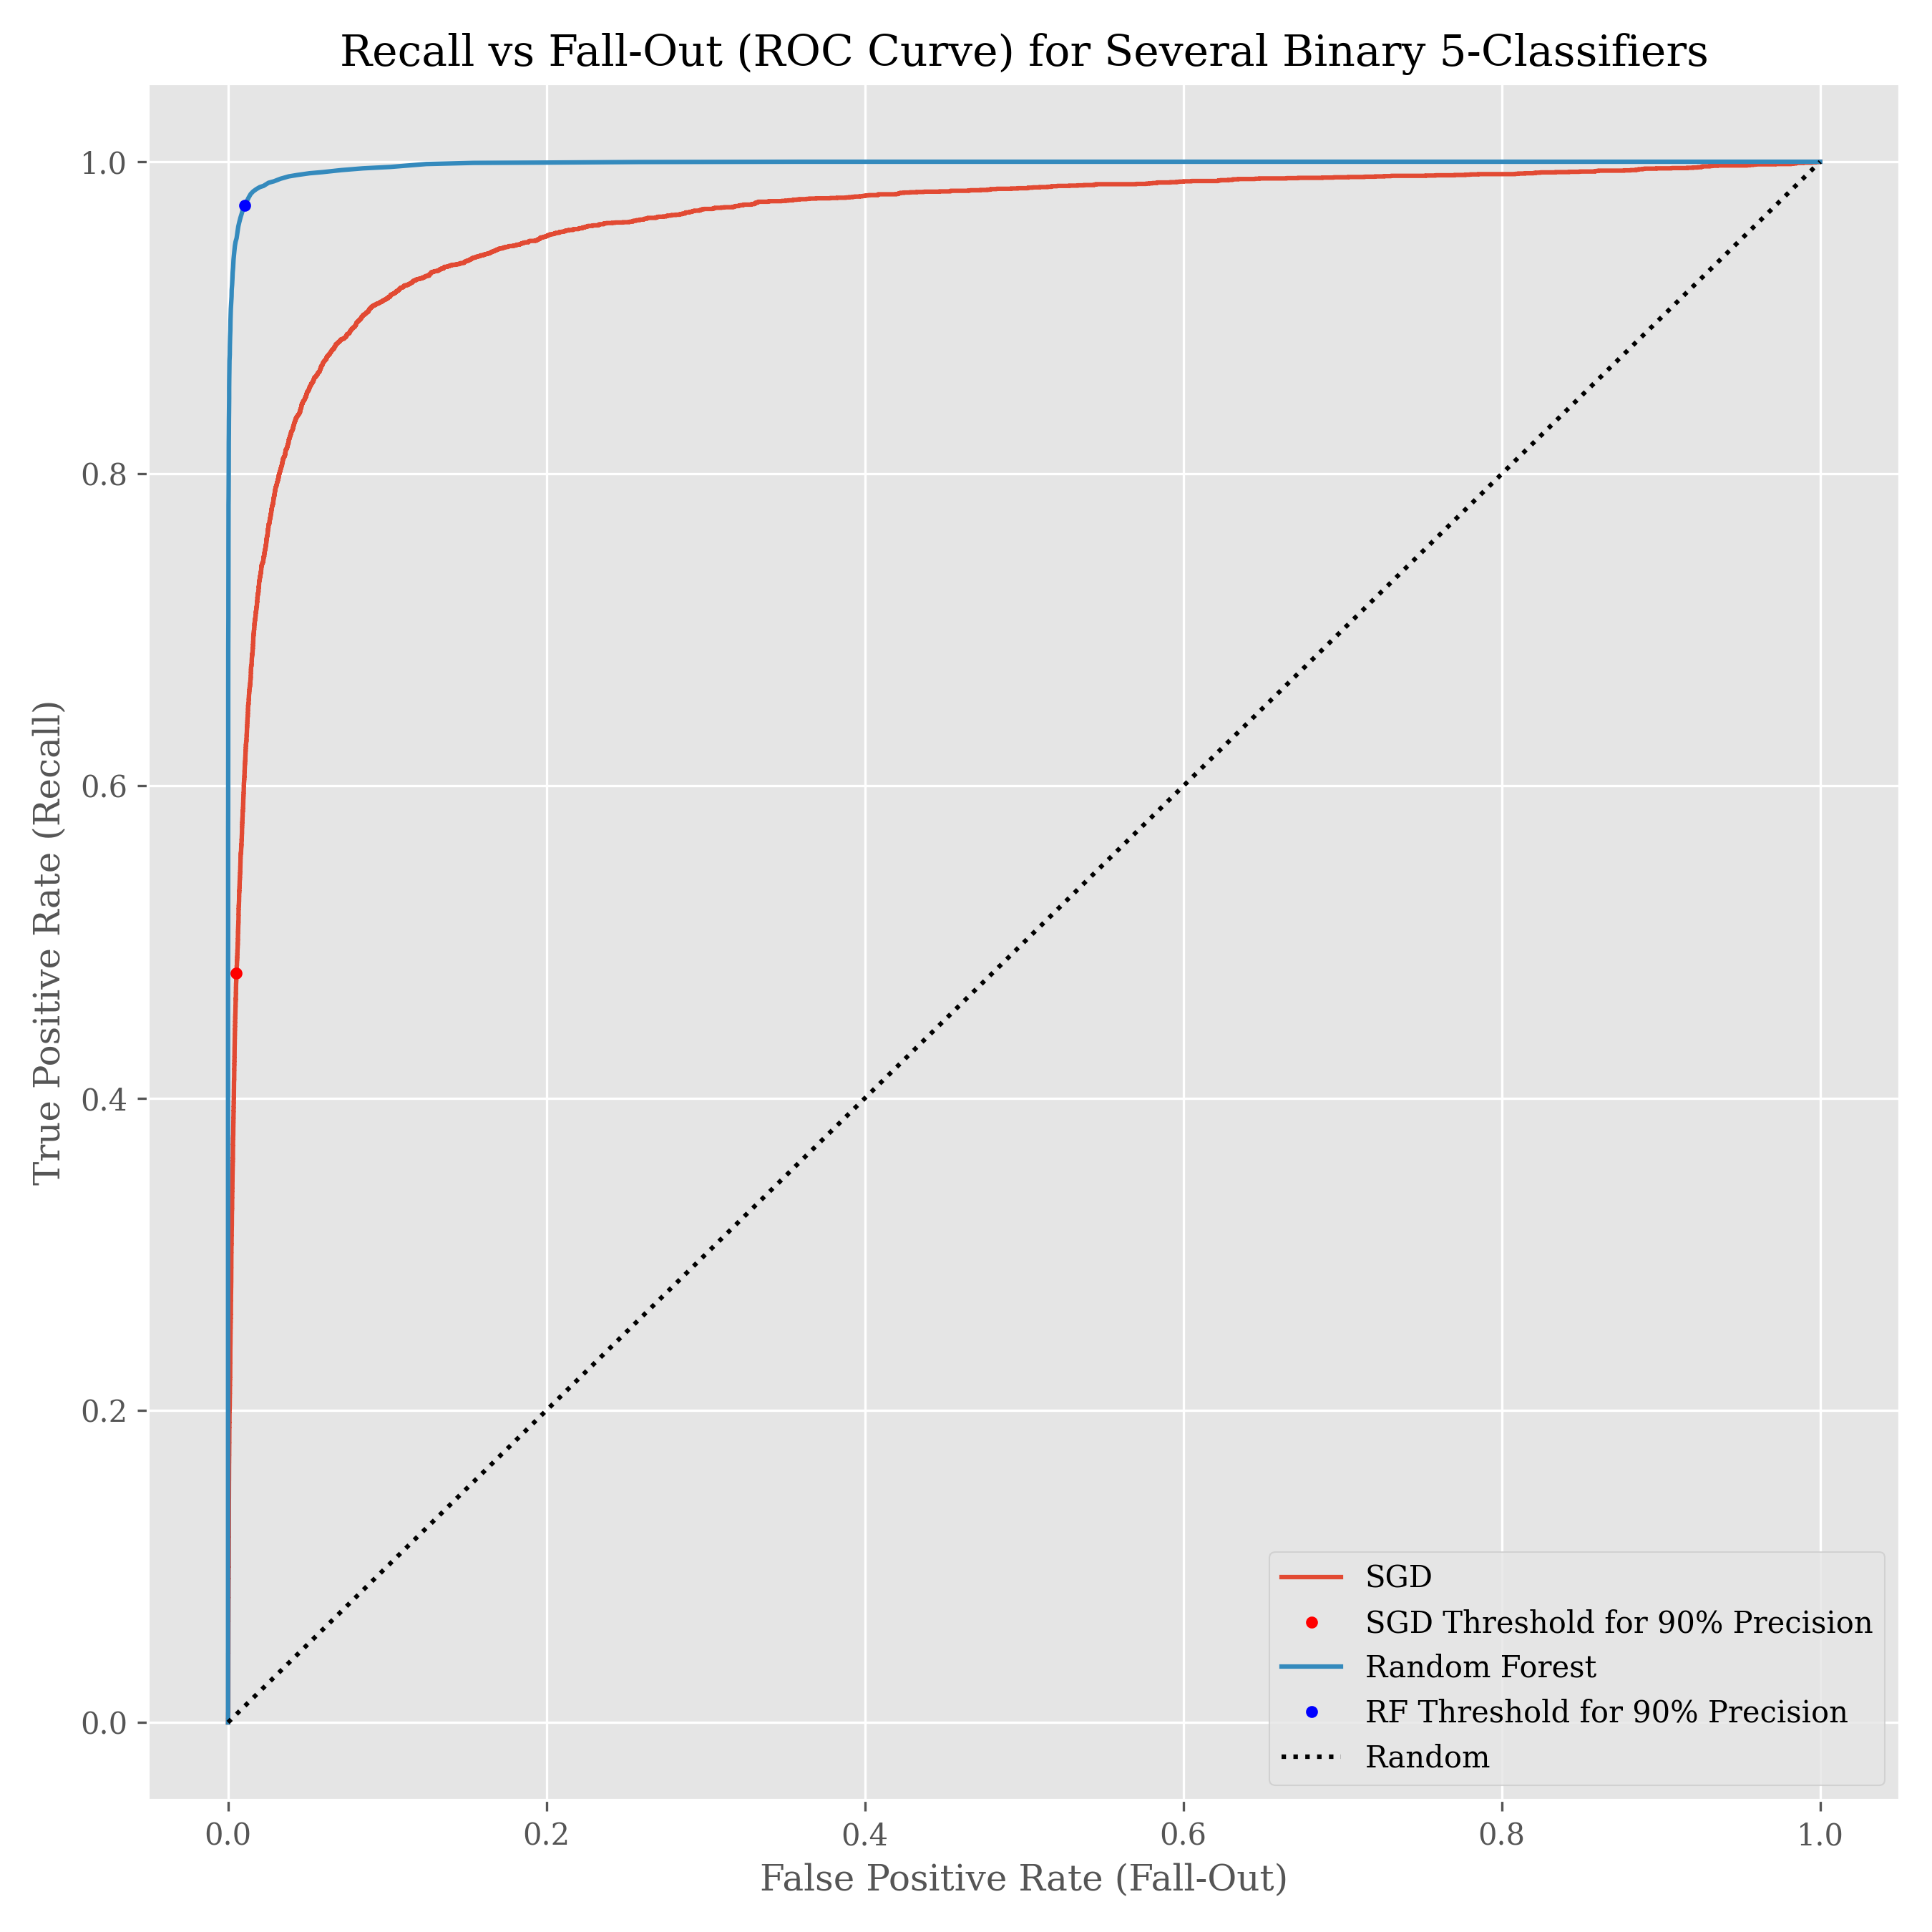 Recall vs Fall-Out (ROC Curve) for Several Binary 5-Classifiers
True Positive Rate (Recall)
1.0
0.8
0.6
0.4
0.2
0.0
SGD
SGD Threshold for 90% Precision
Random Forest
RF Threshold for 90% Precision
Random
0.0 0.2 0.4 0.6 0.8 1.0
False Positive Rate (Fall-Out)